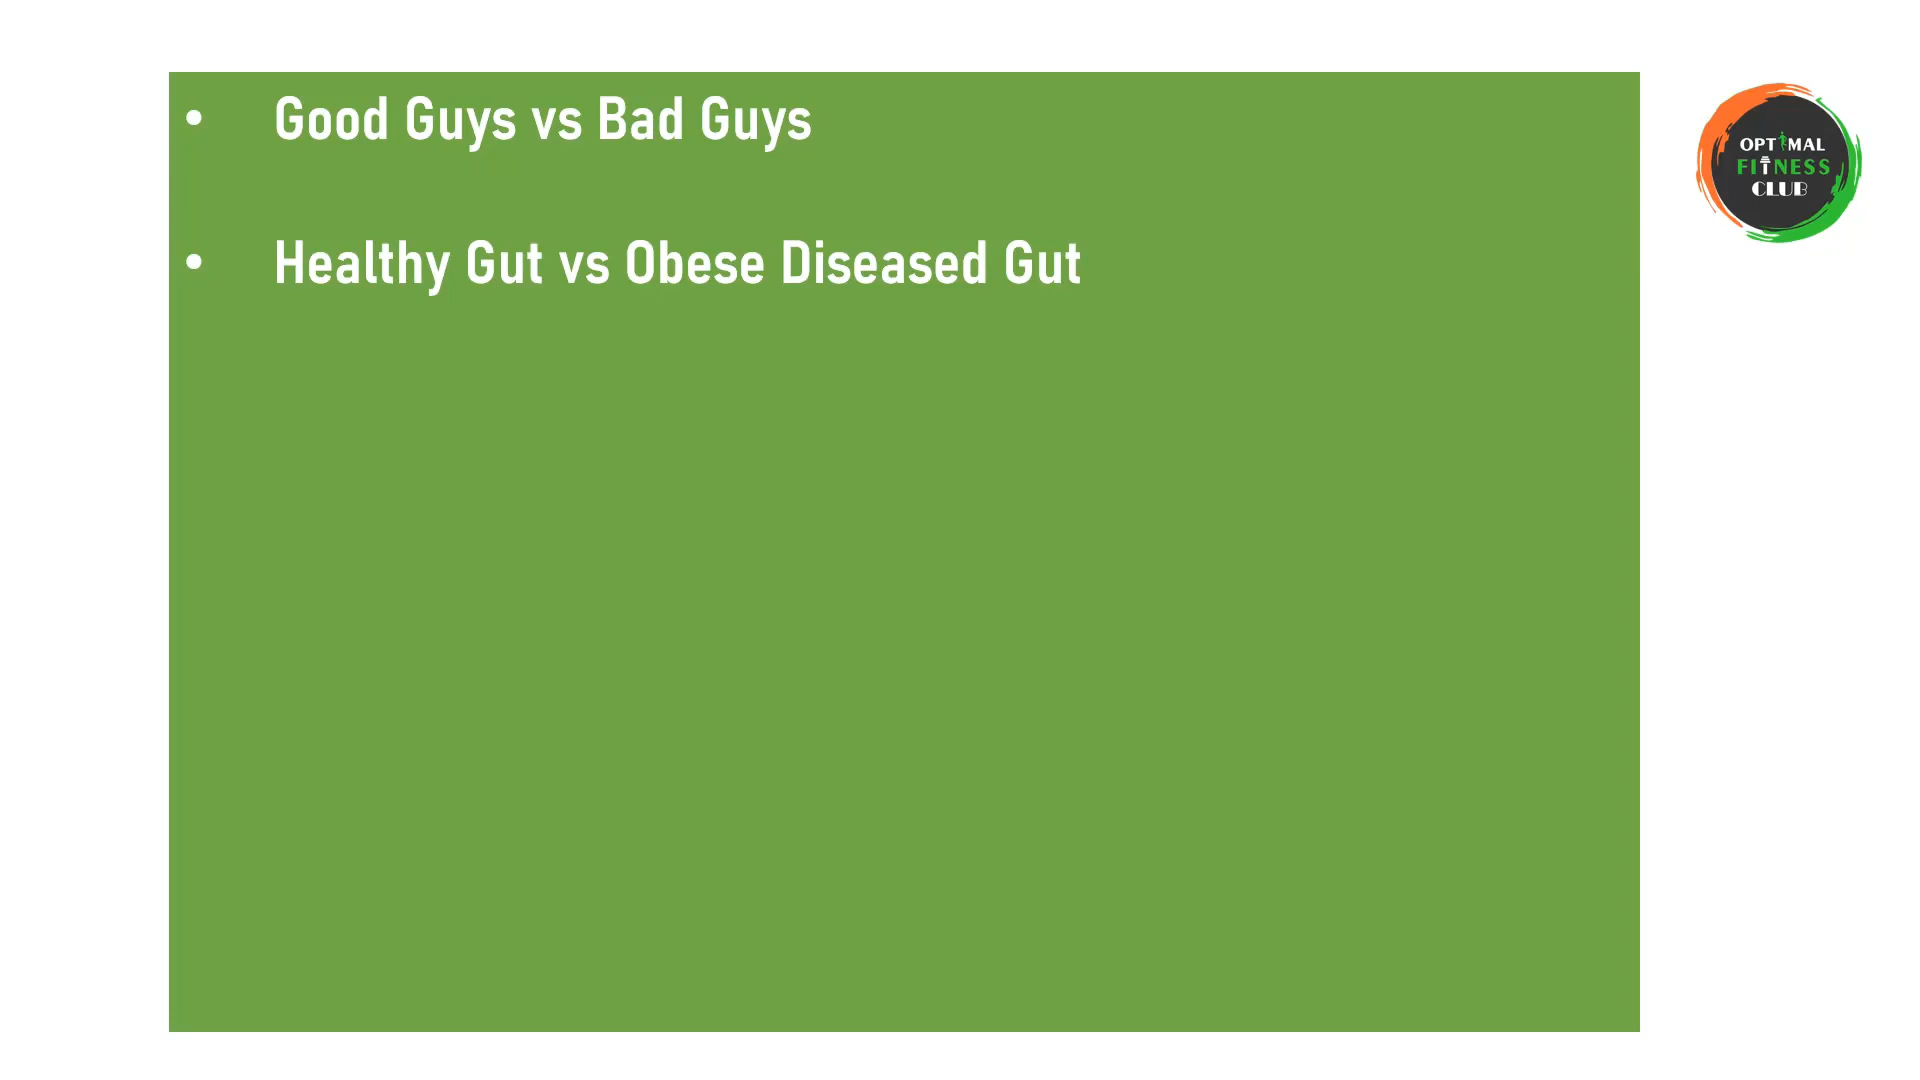 • Good Guys vs Bad Guys
• Healthy Gut vs Obese Diseased Gut
OPTIMAL
FITNESS
CLUB